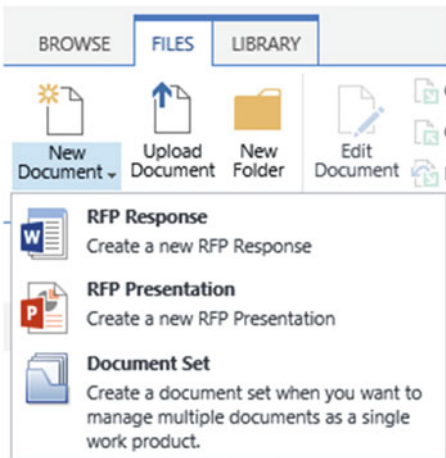 BROWSE FILES LIBRARY
New Upload New Edit
Document Document Folder Document
RFP Response
W Create a new RFP Response
RFP Presentation
P Create a new RFP Presentation
Document Set
Create a document set when you want to
manage multiple documents as a single
work product.